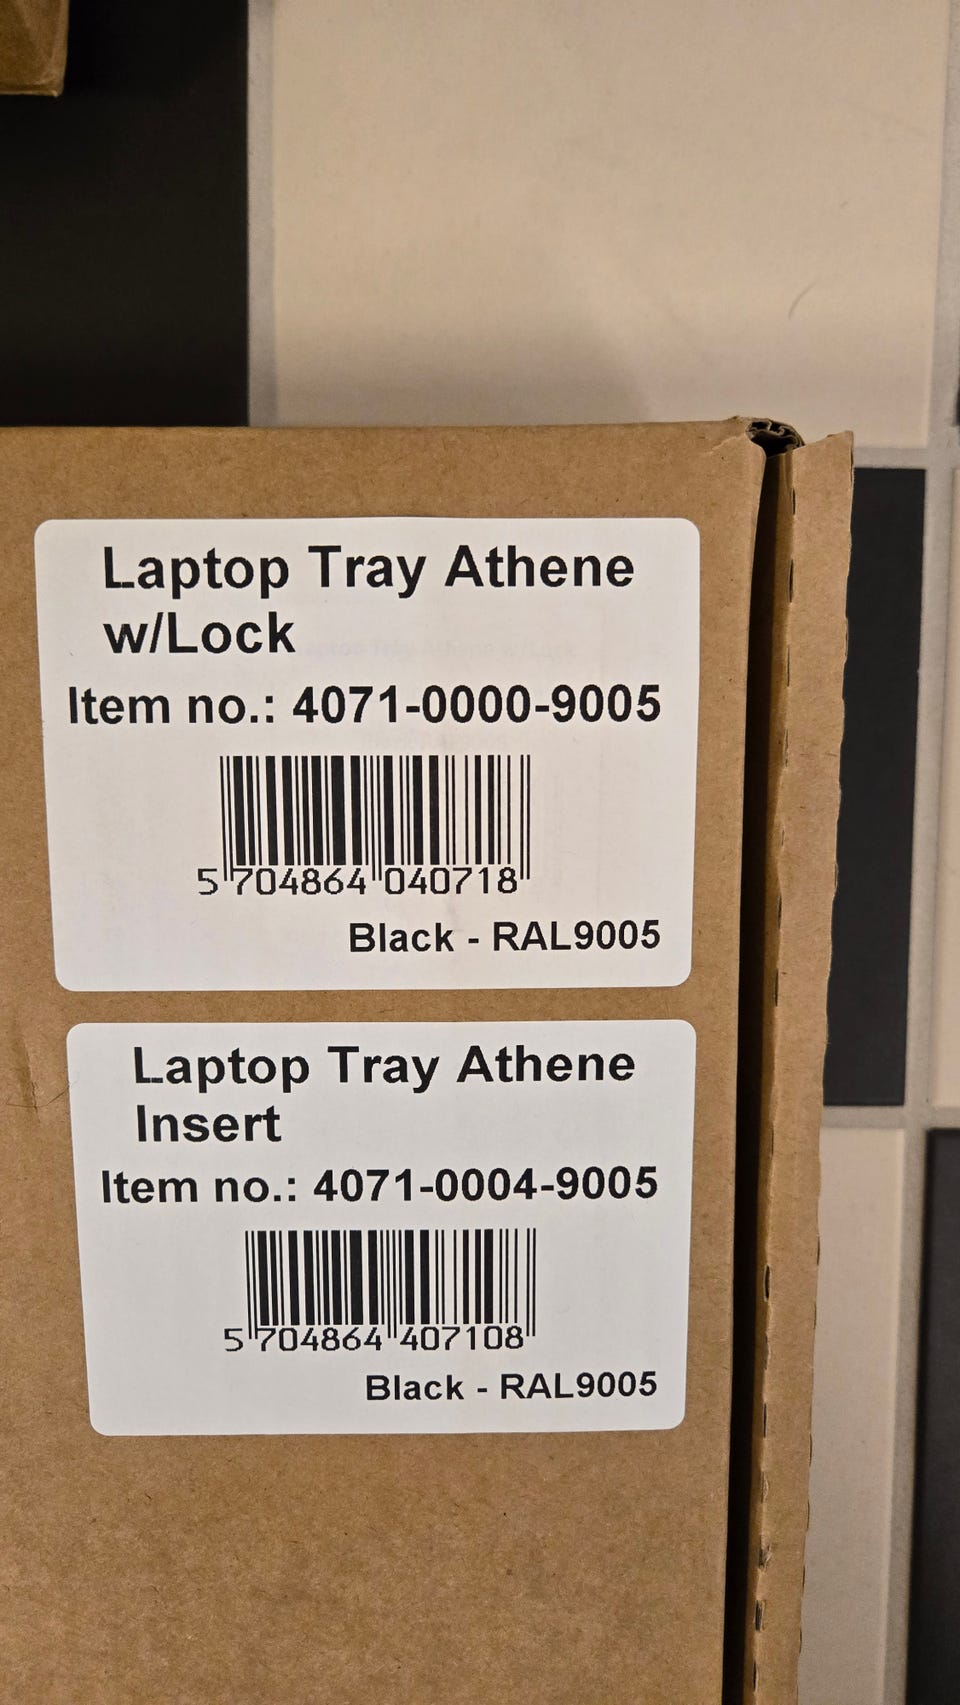 Laptop Tray Athene
w/Lock
Item no.: 4071-0000-9005
5 704864 040718
Black - RAL9005
Laptop Tray Athene
Insert
Item no.: 4071-0004-9005
5 704864 407108
Black - RAL9005